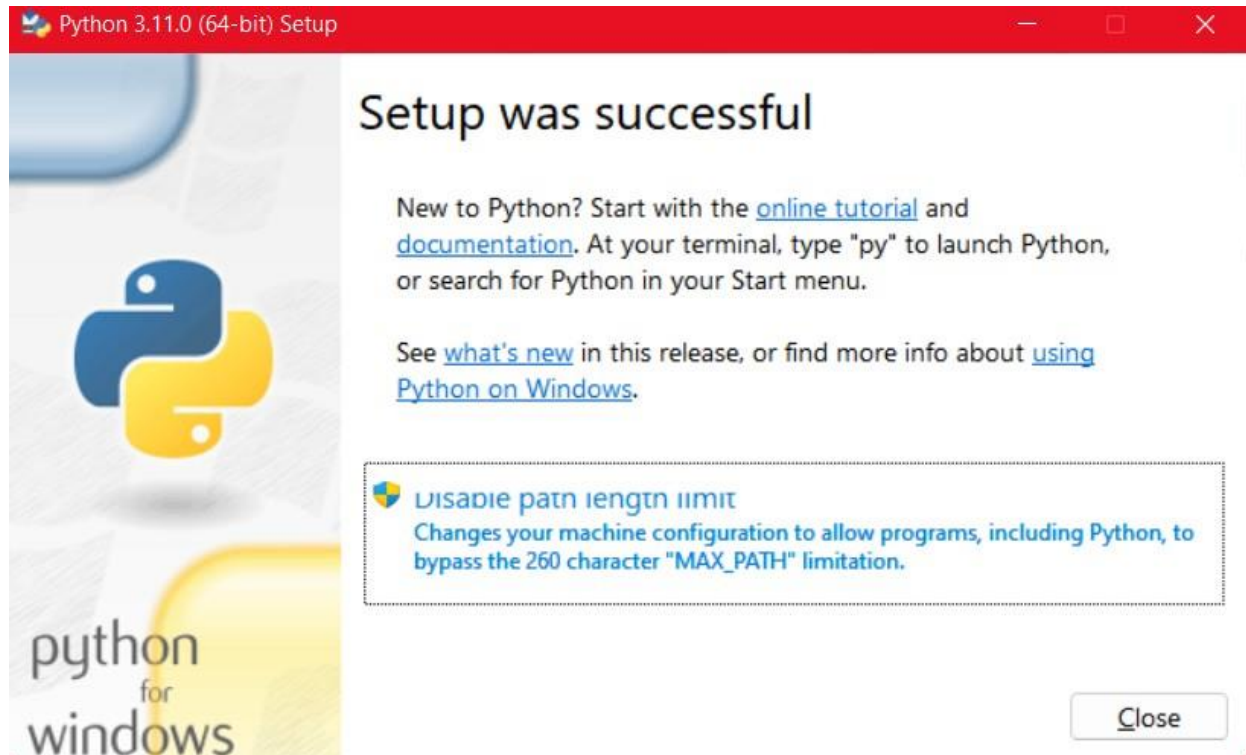 Python 3.11.0 (64-bit) Setup
Setup was successful
New to Python? Start with the online tutorial and
documentation. At your terminal, type "py" to launch Python,
or search for Python in your Start menu.
See what's new in this release, or find more info about using
Python on Windows.
Disable path length limit
Changes your machine configuration to allow programs, including Python, to
bypass the 260 character "MAX_PATH" limitation.
python
for
windows
Close